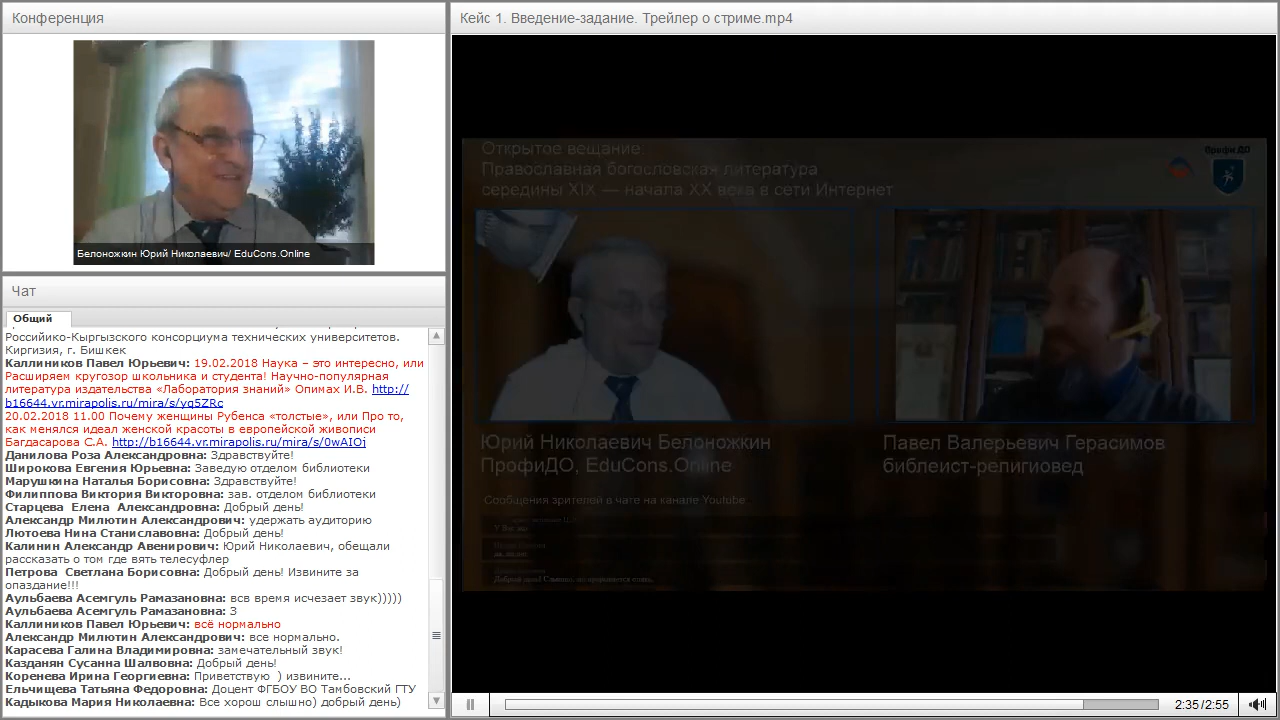 Конференция
Белоножкин Юрий Николаевич/ EduCons.Online
Чат
Общий
Российико-Кыргызского консорциума технических университетов.
Киргизия, г. Бишкек
Каллиников Павел Юрьевич: 19.02.2018 Наука – это интересно, или
Расширяем кругозор школьника и студента! Научно-популярная
литература издательства «Лаборатория знаний» Опимах И.В. http://
b16644.vr.mirapolis.ru/mira/s/yq5ZRc
20.02.2018 11.00 Почему женщины Рубенса «толстые», или Про то,
как менялся идеал женской красоты в европейской живописи
Багдасарова С.А. http://b16644.vr.mirapolis.ru/mira/s/0wAIOj
Данилова Роза Александровна: Здравствуйте!
Широкова Евгения Юрьевна: Заведую отделом библиотеки
Марушкина Наталья Борисовна: Здравствуйте!
Филиппова Виктория Викторовна: зав. отделом библиотеки
Старцева Елена Александровна: Добрый день!
Александр Милютин Александрович: удержать аудиторию
Лютоева Нина Станиславовна: Добрый день!
Калинин Александр Авенирович: Юрий Николаевич, обещали
рассказать о том где вять телесуфлер
Петрова Светлана Борисовна: Добрый день! Извините за
опаздание!!!
Аульбаева Асемгуль Рамазановна: всв время исчезает звук)))))
Аульбаева Асемгуль Рамазановна: 3
Каллиников Павел Юрьевич: всё нормально
Александр Милютин Александрович: все нормально.
Карасева Галина Владимировна: замечательный звук!
Казданян Сусанна Шалвовна: Добрый день!
Коренева Ирина Георгиевна: Приветствую ) извините...
Ельчищева Татьяна Федоровна: Доцент ФГБОУ ВО Тамбовский ГТУ
Кадыкова Мария Николаевна: Все хорош слышно) добрый день)
Кейс 1. Введение-задание. Трейлер о стриме.mp4
Открытое вещание:
Православная богословская литература
середины XIX — начала XX века в сети Интернет
Профи ДО
Юрий Николаевич Белоножкин
ПрофиДО, EduCons.Online
Павел Валерьевич Герасимов
библеист-религиовед
Сообщения зрителей в чате на канале Youtube:
2:35/2:55